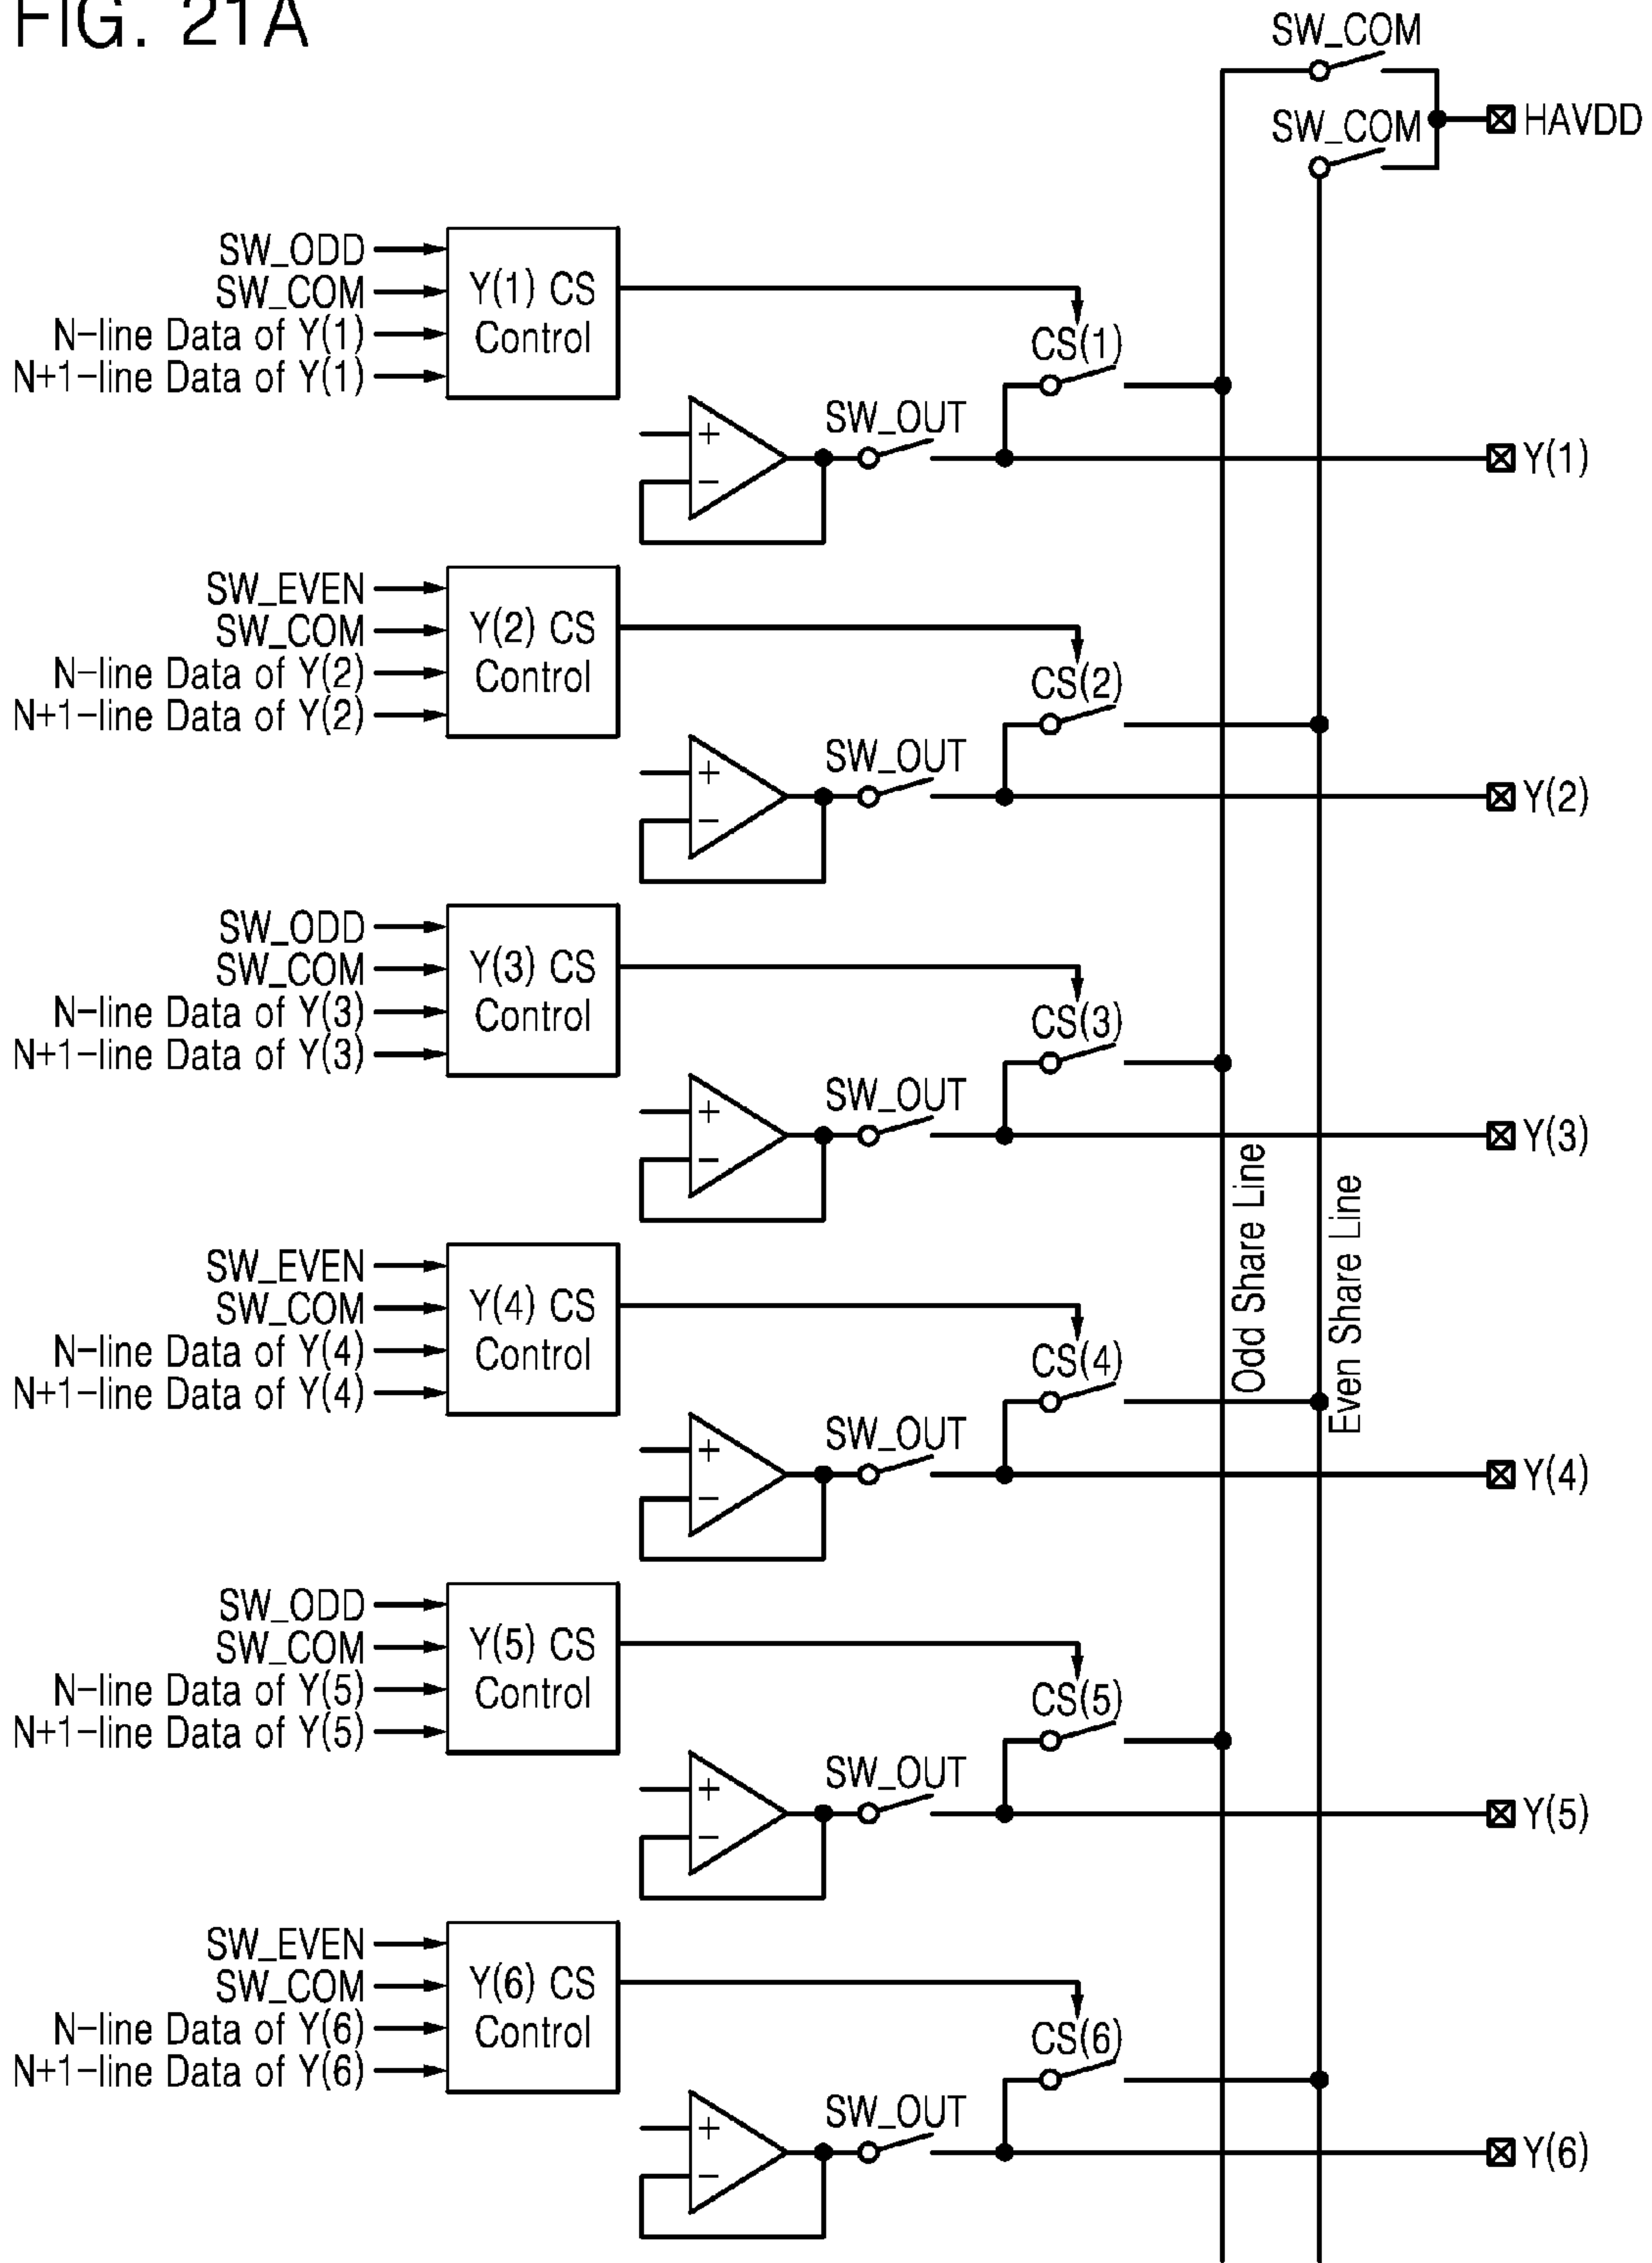 FIG. 21A
SW_COM
SW_COM
HAVDD
SW_ODD
SW_COM
N-line Data of Y(1)
N+1-line Data of Y(1)
Y(1) CS
Control
CS(1)
+
−
SW_OUT
Y(1)
SW_EVEN
SW_COM
N-line Data of Y(2)
N+1-line Data of Y(2)
Y(2) CS
Control
CS(2)
+
−
SW_OUT
Y(2)
SW_ODD
SW_COM
N-line Data of Y(3)
N+1-line Data of Y(3)
Y(3) CS
Control
CS(3)
+
−
SW_OUT
Y(3)
Odd Share Line
Even Share Line
SW_EVEN
SW_COM
N-line Data of Y(4)
N+1-line Data of Y(4)
Y(4) CS
Control
CS(4)
+
−
SW_OUT
Y(4)
SW_ODD
SW_COM
N-line Data of Y(5)
N+1-line Data of Y(5)
Y(5) CS
Control
CS(5)
+
−
SW_OUT
Y(5)
SW_EVEN
SW_COM
N-line Data of Y(6)
N+1-line Data of Y(6)
Y(6) CS
Control
CS(6)
+
−
SW_OUT
Y(6)